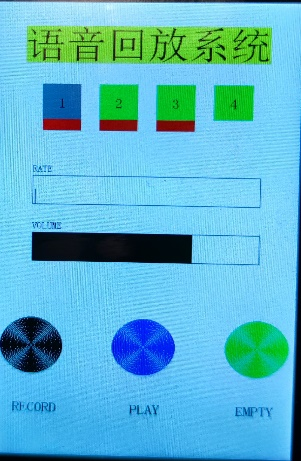 语音回放系统
1 2 3 4
RATE
VOLUME
RECORD PLAY EMPTY